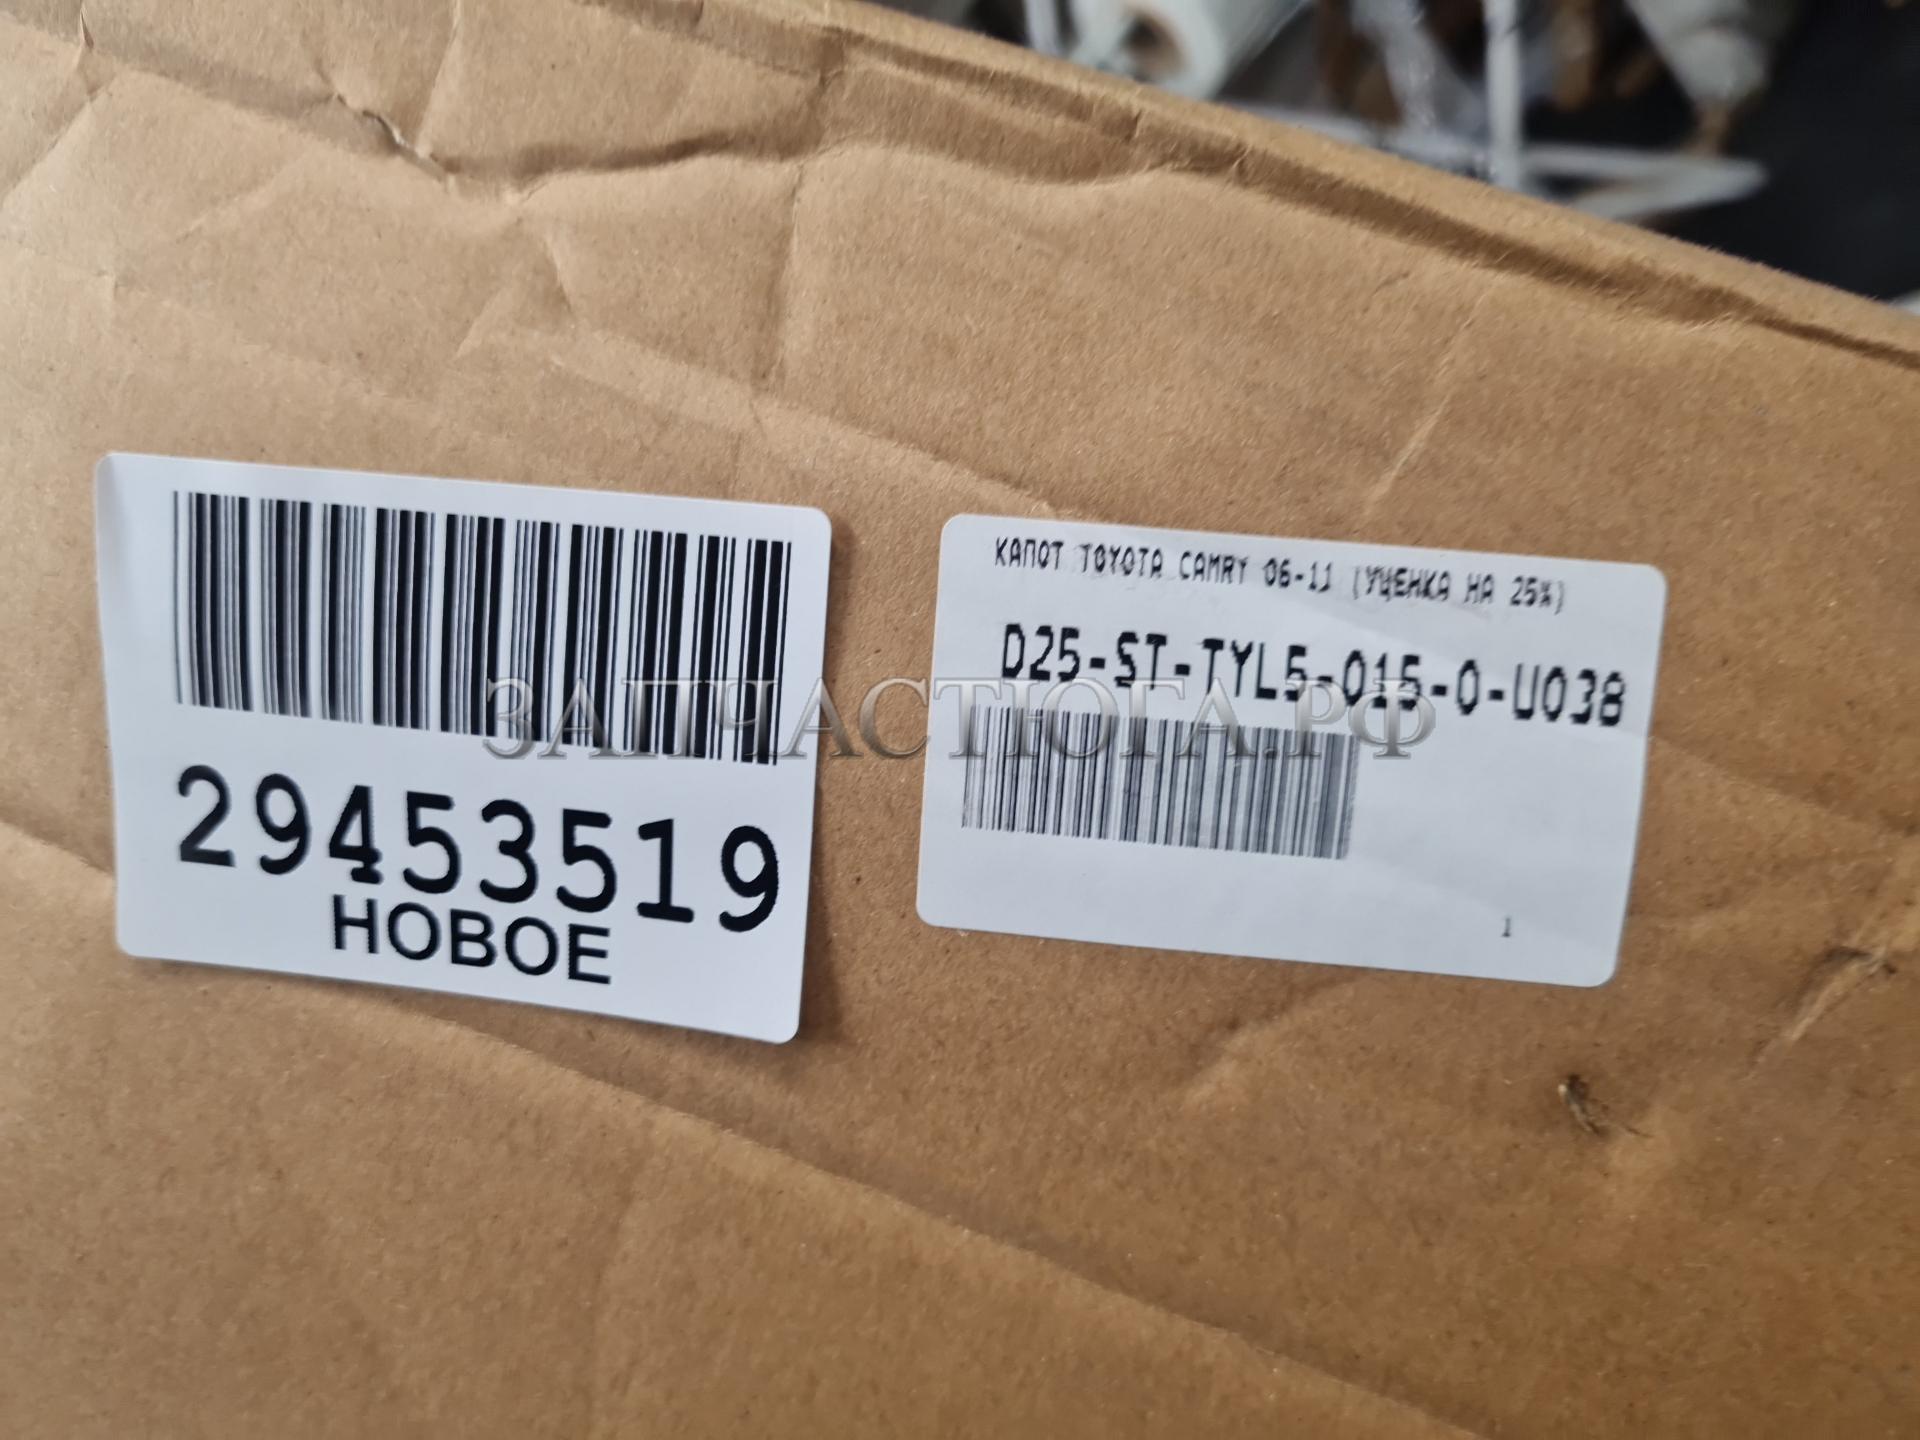 29453519
НОВОЕ
КАПОТ TOYOTA CAMRY 06-11 (УЦЕНКА НА 25%)
D25-ST-TYL5-015-0-U038
1
ЗАПЧАСТЮГА.РФ